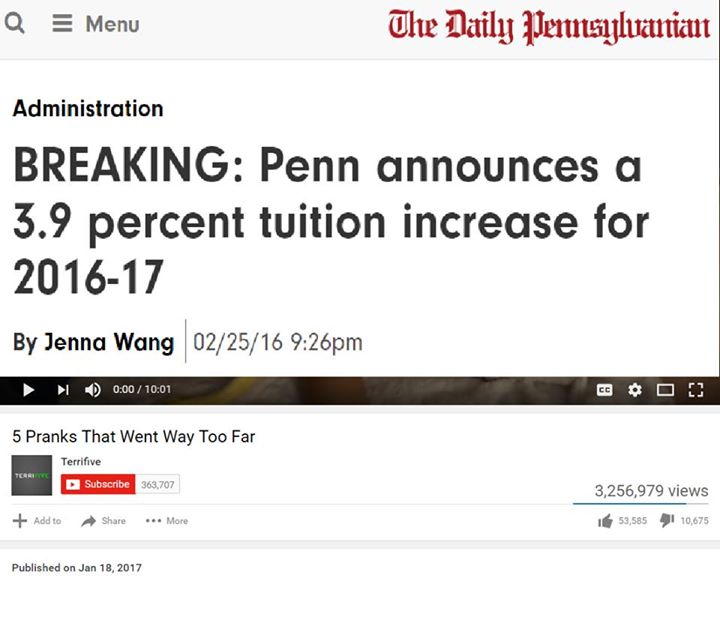 Menu
The Daily Pennsylvanian
Administration
BREAKING: Penn announces a
3.9 percent tuition increase for
2016-17
By Jenna Wang 02/25/16 9:26pm
0:00 / 10:01
CC
5 Pranks That Went Way Too Far
TERRIFIVE
Terrifive
Subscribe 363,707
3,256,979 views
Add to Share More
53,585 10,675
Published on Jan 18, 2017